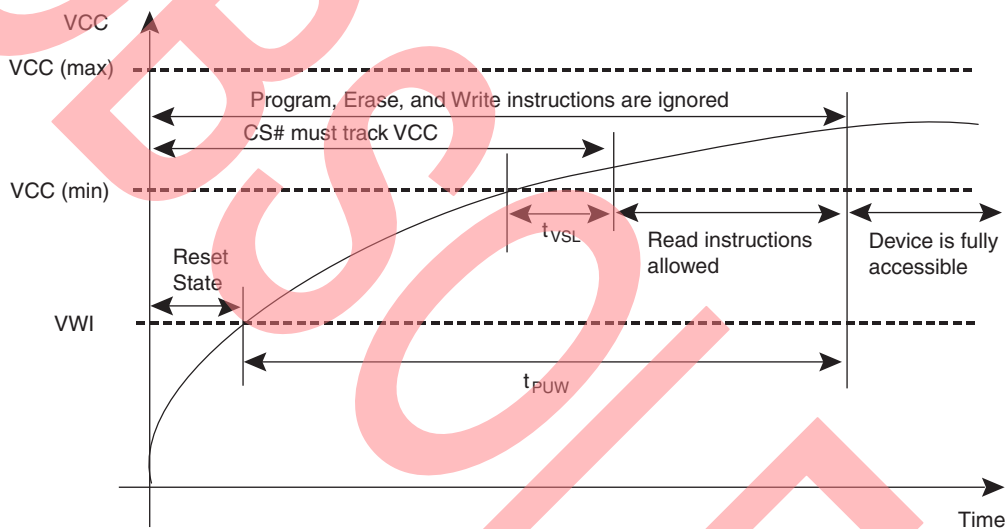 VCC
VCC (max)
Program, Erase, and Write instructions are ignored
CS# must track VCC
VCC (min)
tVSL
Read instructions
allowed
Device is fully
accessible
Reset
State
VWI
tPUW
Time